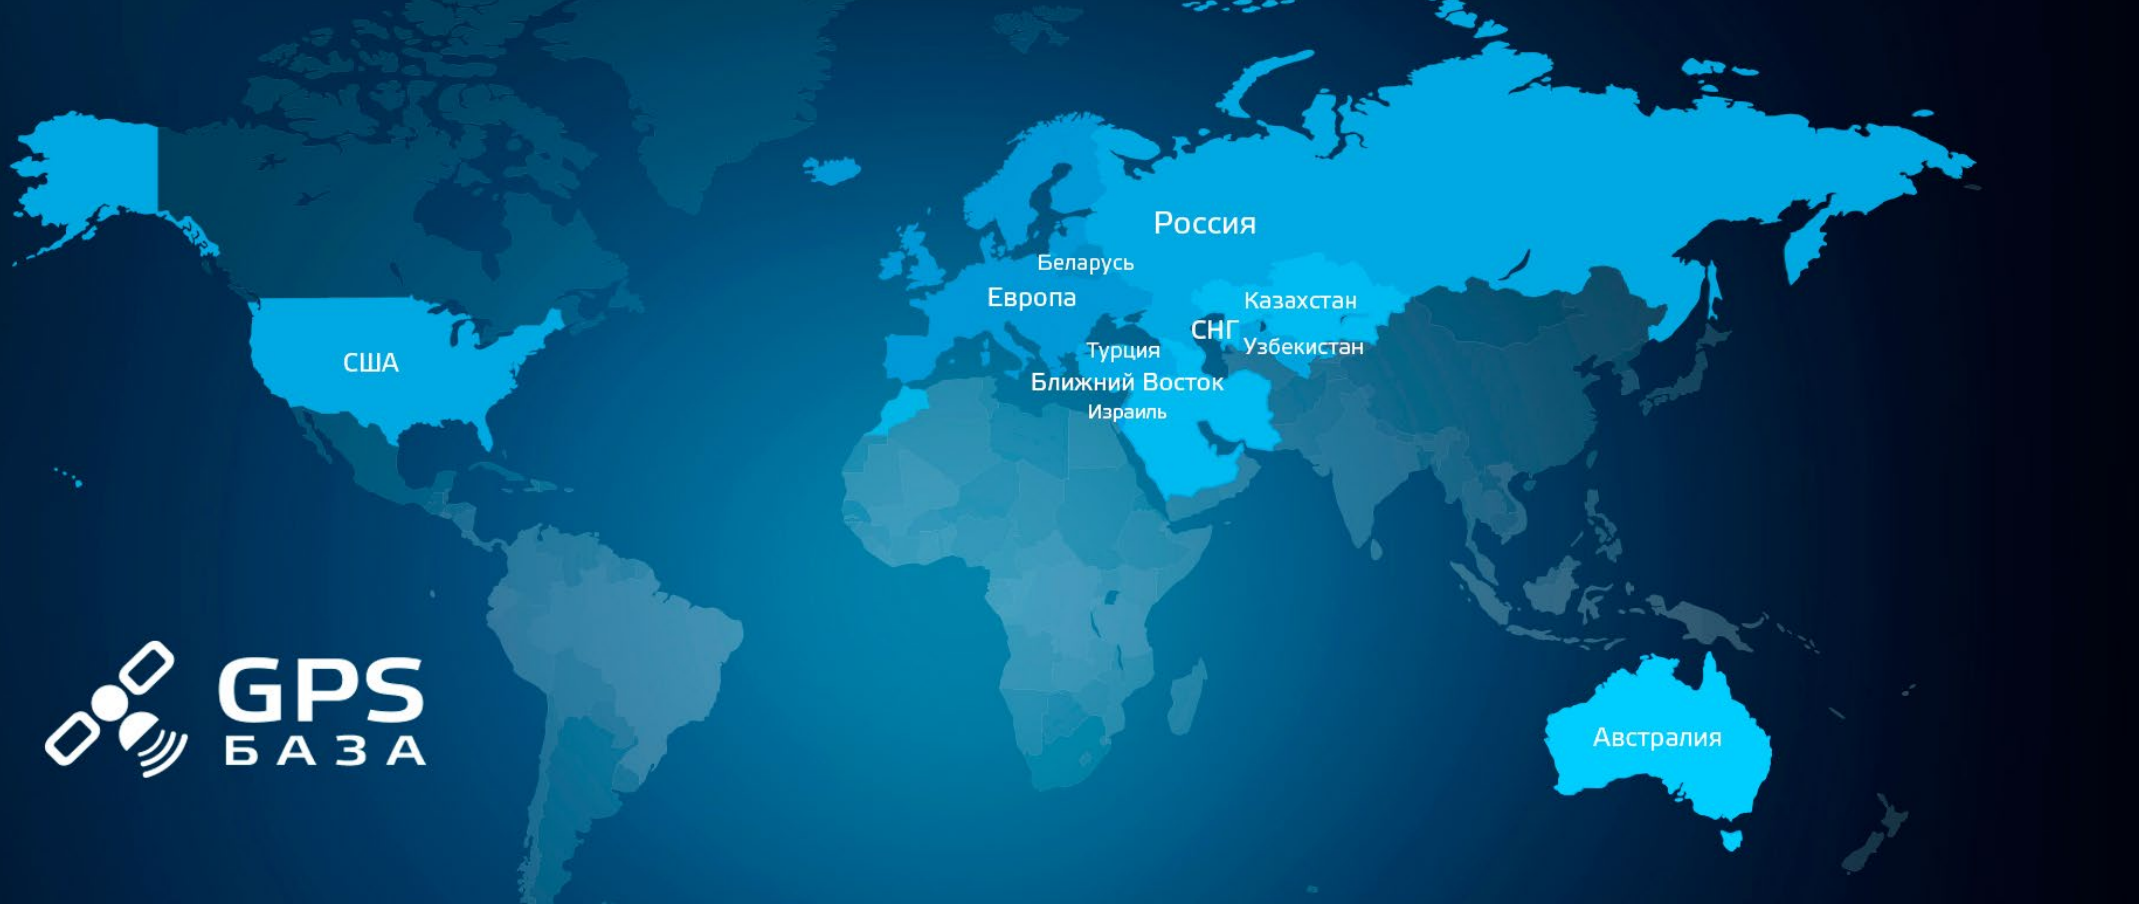 Россия
Беларусь
Европа
Казахстан
СНГ
Узбекистан
Турция
США
Ближний Восток
Израиль
GPS
БАЗА
Австралия